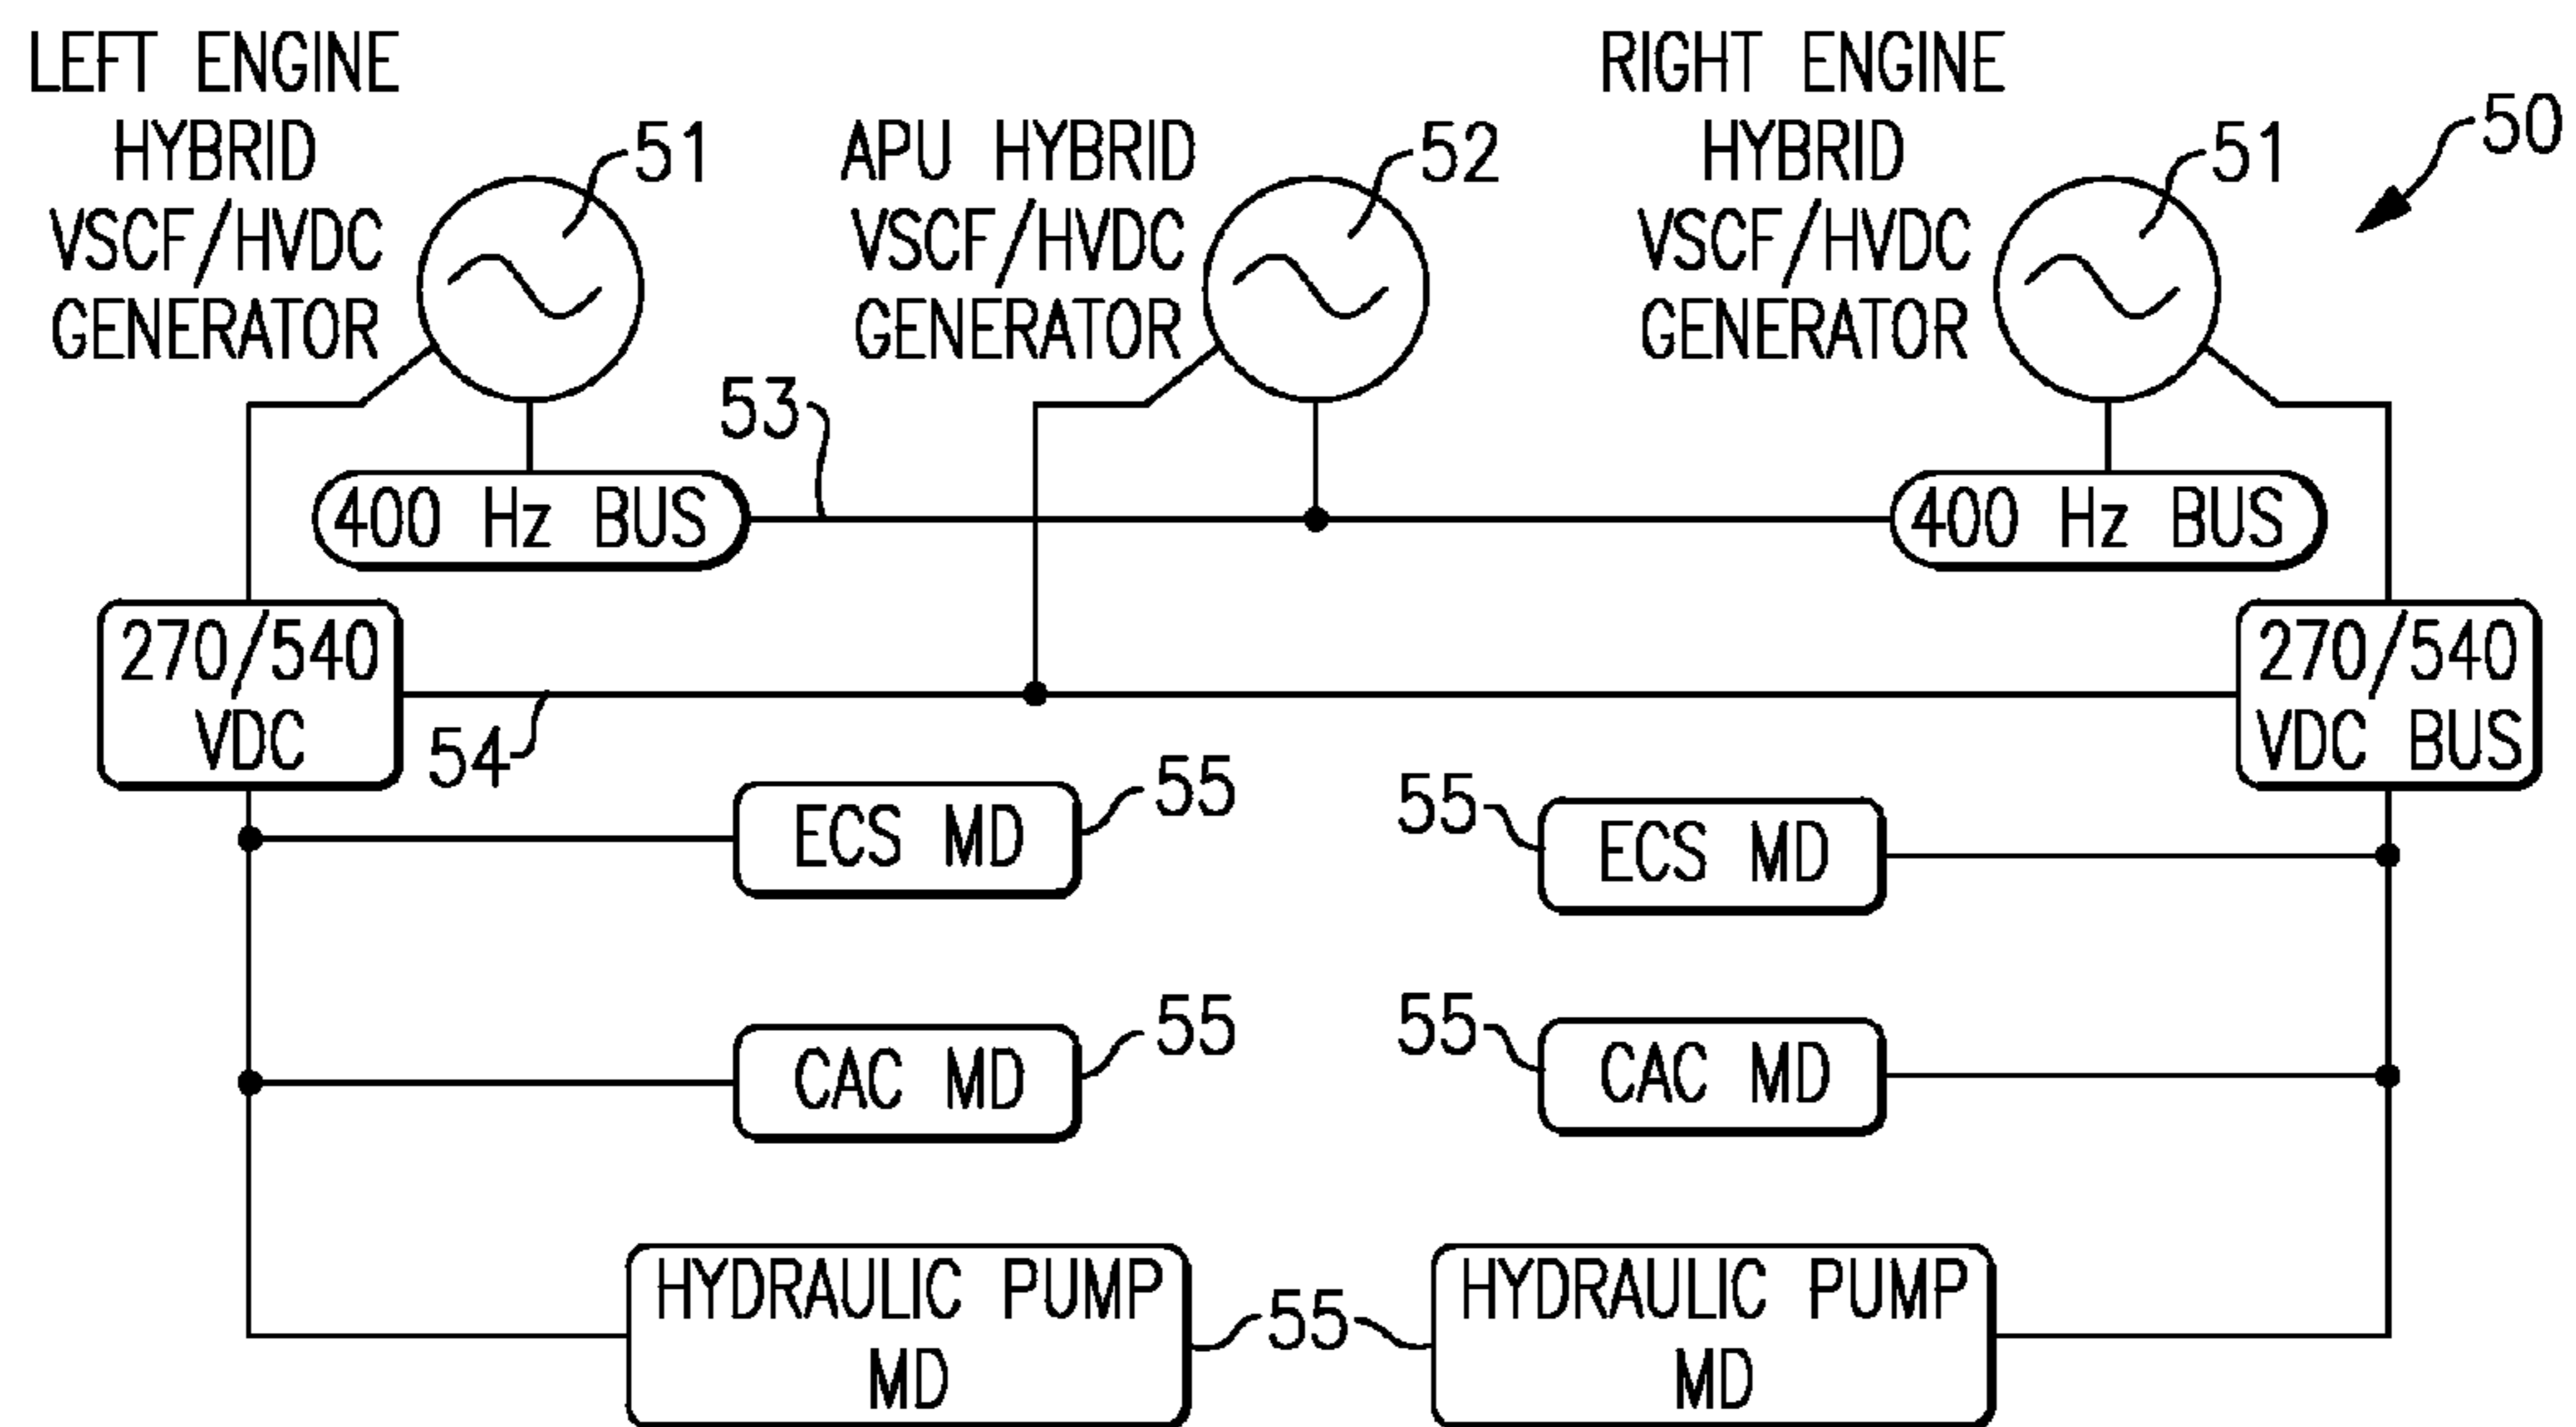 LEFT ENGINE
HYBRID
VSCF/HVDC
GENERATOR
51
APU HYBRID
VSCF/HVDC
GENERATOR
52
RIGHT ENGINE
HYBRID
VSCF/HVDC
GENERATOR
51
50
53
400 Hz BUS
400 Hz BUS
270/540
VDC
54
270/540
VDC BUS
ECS MD
55
55
ECS MD
CAC MD
55
55
CAC MD
HYDRAULIC PUMP
MD
55
HYDRAULIC PUMP
MD